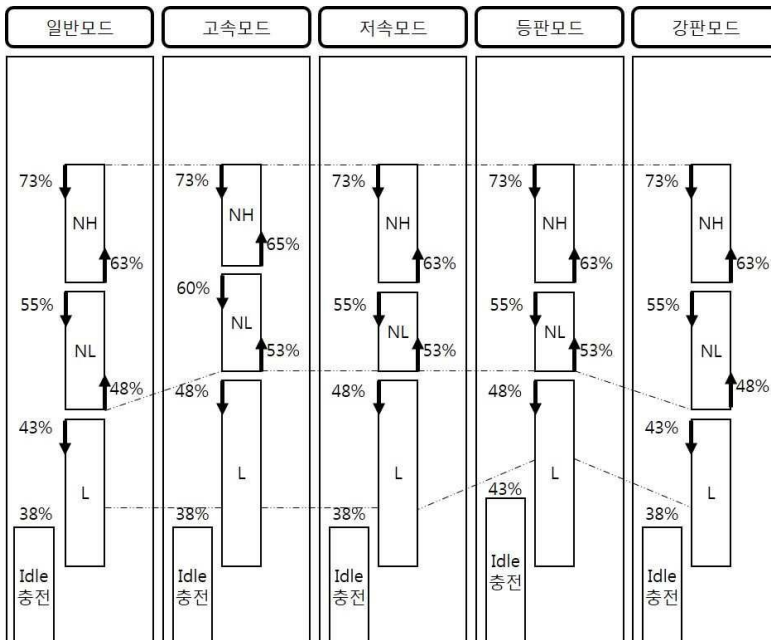 일반모드
고속모드
저속모드
등판모드
강판모드
73%
NH
63%
55%
NL
48%
43%
L
38%
Idle
충전
73%
NH
65%
60%
NL
53%
48%
L
38%
Idle
충전
73%
NH
63%
55%
NL
53%
48%
L
38%
Idle
충전
73%
NH
63%
55%
NL
53%
48%
L
43%
Idle
충전
73%
NH
63%
55%
NL
48%
43%
L
38%
Idle
충전